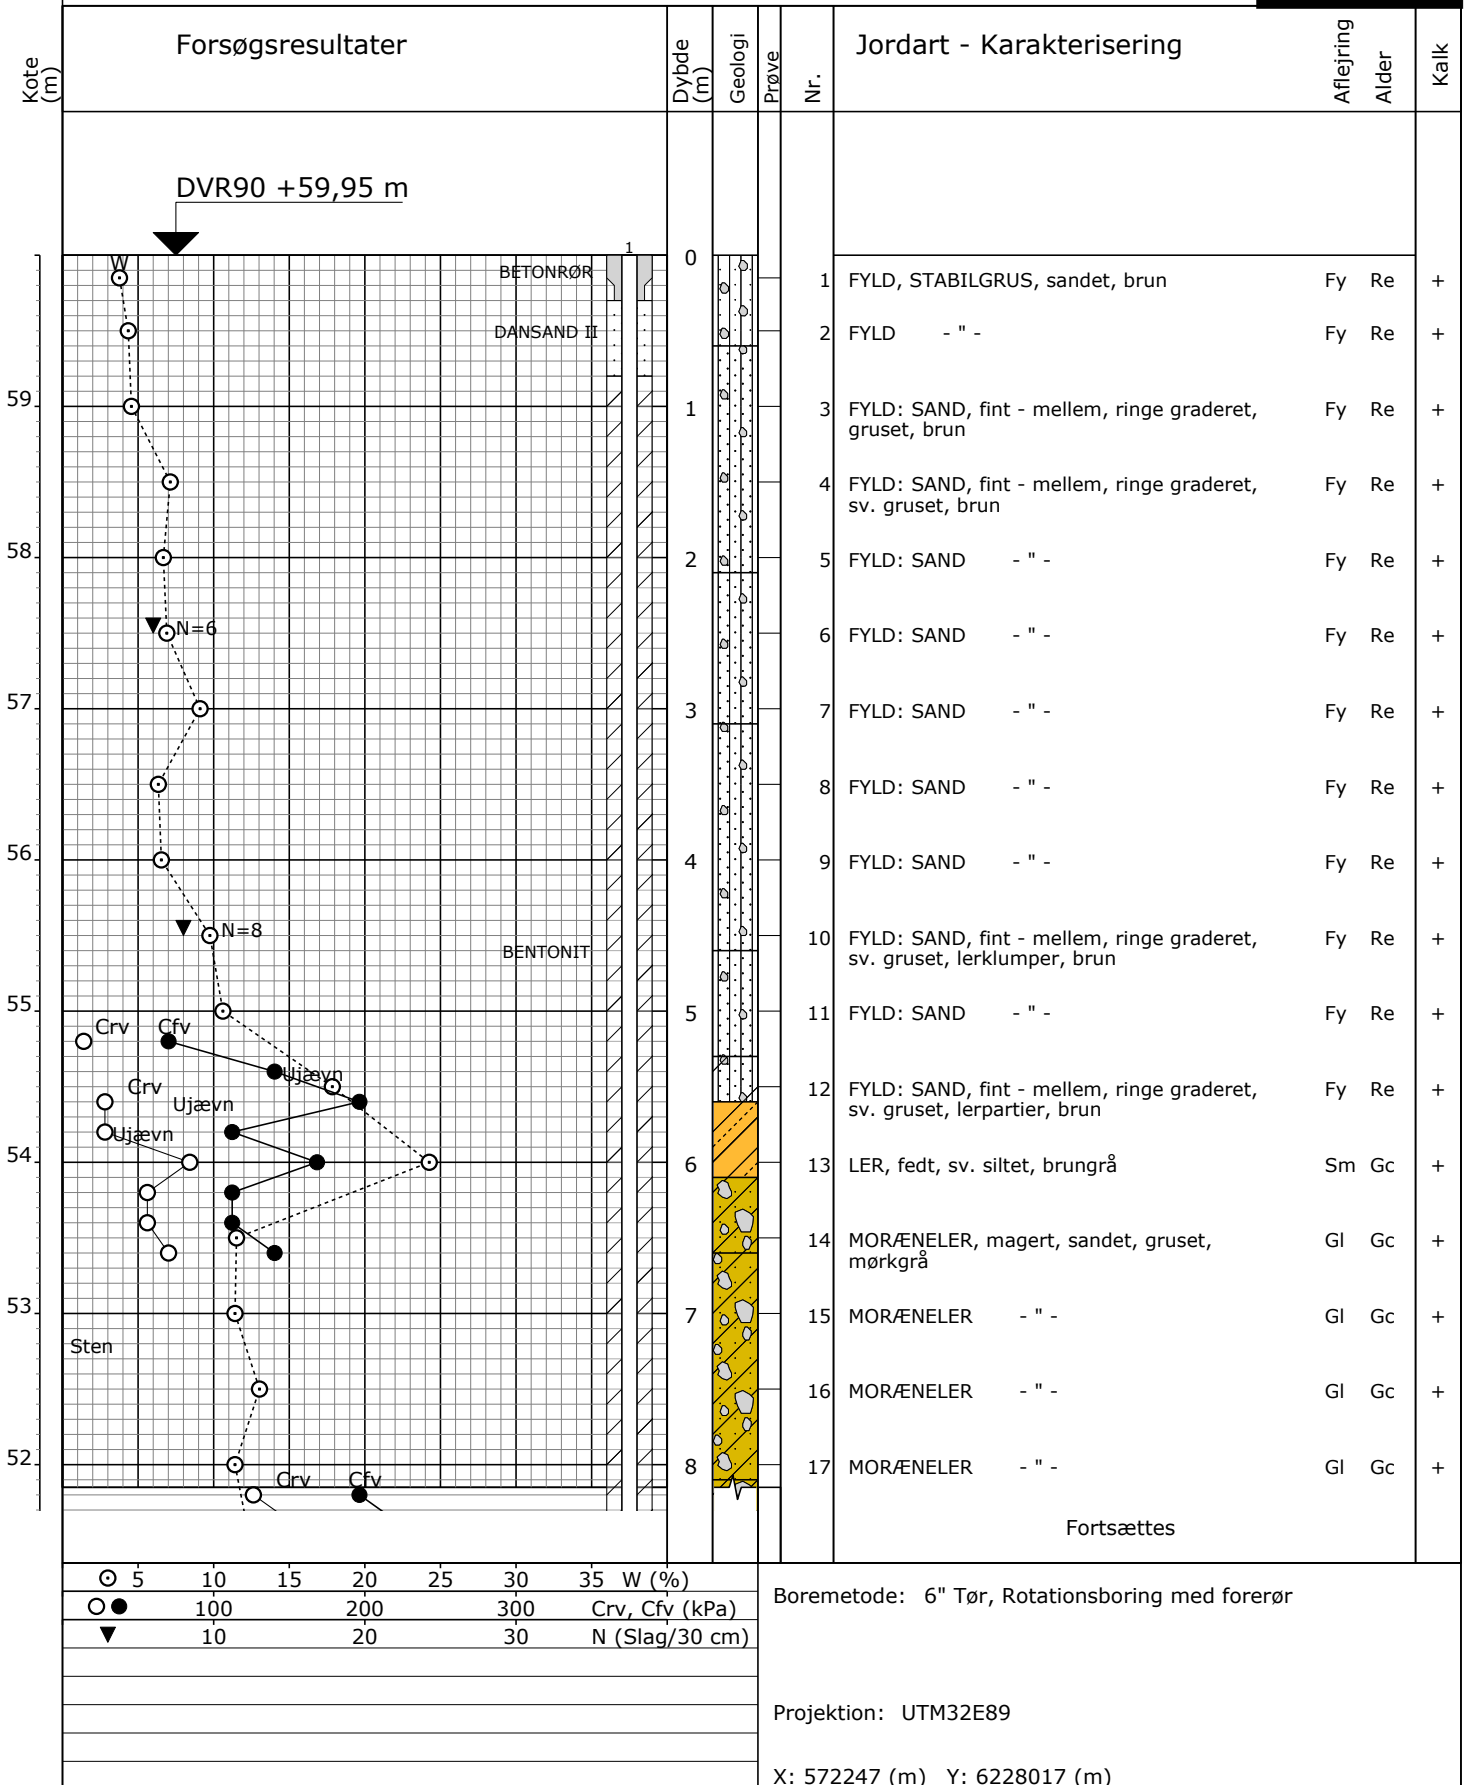 Kote (m)
Forsøgsresultater
Dybde (m)
Geologi
Prøve
Nr.
Jordart - Karakterisering
Aflejring
Alder
Kalk
DVR90 +59,95 m
W
1
BETONRØR
0
1 FYLD, STABILGRUS, sandet, brun Fy Re +
DANSAND II
2 FYLD - " - Fy Re +
59
1
3 FYLD: SAND, fint - mellem, ringe graderet, Fy Re +
gruset, brun
4 FYLD: SAND, fint - mellem, ringe graderet, Fy Re +
sv. gruset, brun
58
2
5 FYLD: SAND - " - Fy Re +
N=6
6 FYLD: SAND - " - Fy Re +
57
3
7 FYLD: SAND - " - Fy Re +
8 FYLD: SAND - " - Fy Re +
56
4
9 FYLD: SAND - " - Fy Re +
N=8
BENTONIT
10 FYLD: SAND, fint - mellem, ringe graderet, Fy Re +
sv. gruset, lerklumper, brun
55
5
11 FYLD: SAND - " - Fy Re +
Crv Cfv
Ujævn
Crv
Ujævn
12 FYLD: SAND, fint - mellem, ringe graderet, Fy Re +
sv. gruset, lerpartier, brun
Ujævn
54
6
13 LER, fedt, sv. siltet, brungrå Sm Gc +
14 MORÆNELER, magert, sandet, gruset, Gl Gc +
mørkgrå
53
7
15 MORÆNELER - " - Gl Gc +
Sten
16 MORÆNELER - " - Gl Gc +
52
8
17 MORÆNELER - " - Gl Gc +
Crv Cfv
Fortsættes
5 10 15 20 25 30 35 W (%)
100 200 300 Crv, Cfv (kPa)
10 20 30 N (Slag/30 cm)
Boremetode: 6" Tør, Rotationsboring med forerør
Projektion: UTM32E89
X: 572247 (m) Y: 6228017 (m)